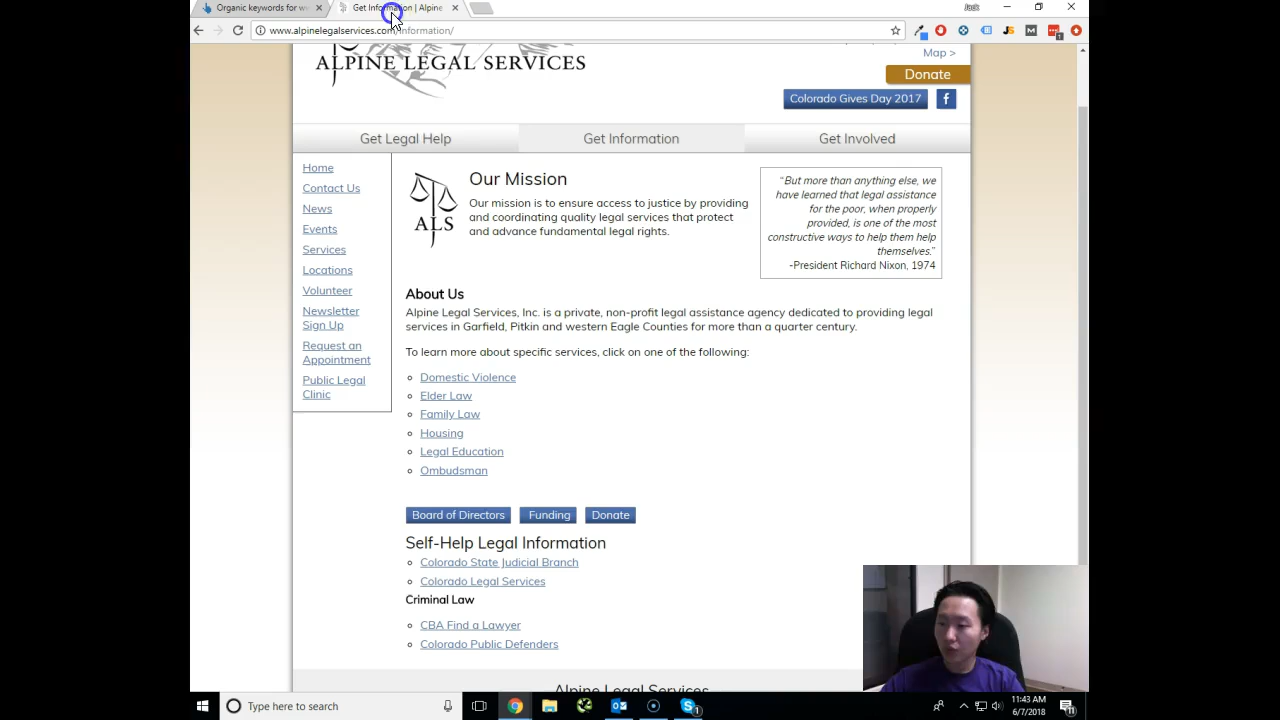 Organic keywords for w
Get Information | Alpine
Jack
www.alpinelegalservices.com/information/
ALPINE LEGAL SERVICES
Map >
Donate
Colorado Gives Day 2017
Get Legal Help
Get Information
Get Involved
Home
Contact Us
News
Events
Services
Locations
Volunteer
Newsletter
Sign Up
Request an
Appointment
Public Legal
Clinic
ALS
Our Mission
Our mission is to ensure access to justice by providing
and coordinating quality legal services that protect
and advance fundamental legal rights.
"But more than anything else, we
have learned that legal assistance
for the poor, when properly
provided, is one of the most
constructive ways to help them help
themselves."
-President Richard Nixon, 1974
About Us
Alpine Legal Services, Inc. is a private, non-profit legal assistance agency dedicated to providing legal
services in Garfield, Pitkin and western Eagle Counties for more than a quarter century.
To learn more about specific services, click on one of the following:
Domestic Violence
Elder Law
Family Law
Housing
Legal Education
Ombudsman
Board of Directors
Funding
Donate
Self-Help Legal Information
Colorado State Judicial Branch
Colorado Legal Services
Criminal Law
CBA Find a Lawyer
Colorado Public Defenders
Alpine Legal Services
Type here to search
11:43 AM
6/7/2018